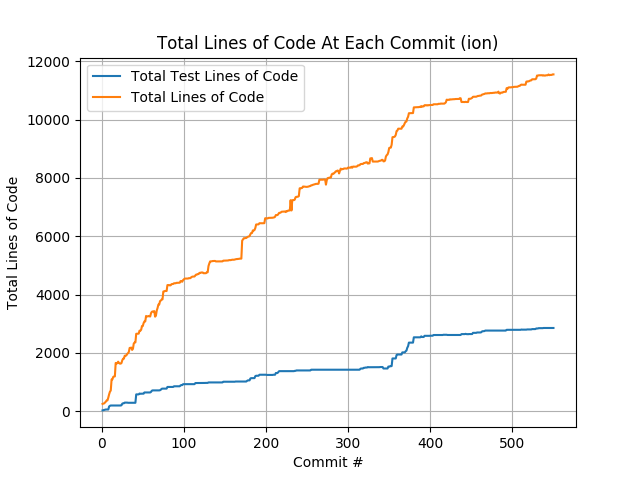 Total Lines of Code At Each Commit (ion)
Total Test Lines of Code
Total Lines of Code
Total Lines of Code
12000
10000
8000
6000
4000
2000
0
0 100 200 300 400 500
Commit #